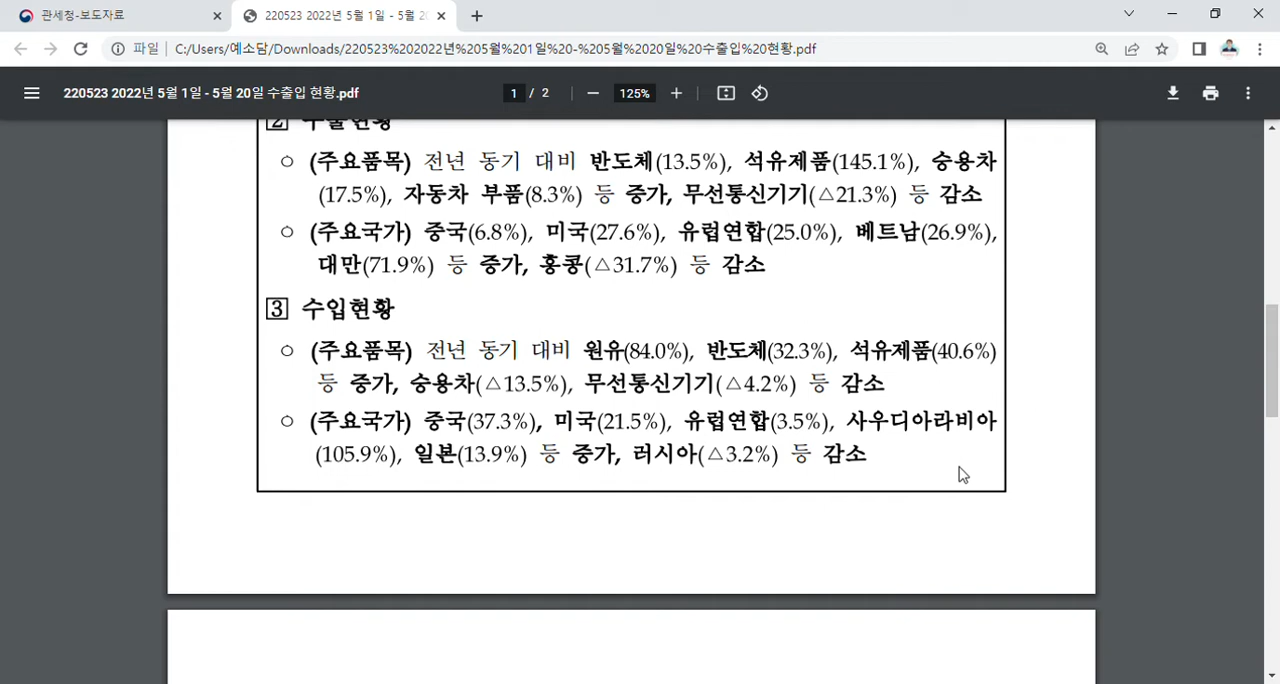 관세청-보도자료
220523 2022년 5월 1일 - 5월 20
파일 C:/Users/예소담/Downloads/220523%202022년%205월%201일%20-%205월%2020일%20수출입%20현황.pdf
220523 2022년 5월 1일 - 5월 20일 수출입 현황.pdf
1 / 2
125%
2 수출현황
○ (주요품목) 전년 동기 대비 반도체(13.5%), 석유제품(145.1%), 승용차
(17.5%), 자동차 부품(8.3%) 등 증가, 무선통신기기(△21.3%) 등 감소
○ (주요국가) 중국(6.8%), 미국(27.6%), 유럽연합(25.0%), 베트남(26.9%),
대만(71.9%) 등 증가, 홍콩(△31.7%) 등 감소
3 수입현황
○ (주요품목) 전년 동기 대비 원유(84.0%), 반도체(32.3%), 석유제품(40.6%)
등 증가, 승용차(△13.5%), 무선통신기기(△4.2%) 등 감소
○ (주요국가) 중국(37.3%), 미국(21.5%), 유럽연합(3.5%), 사우디아라비아
(105.9%), 일본(13.9%) 등 증가, 러시아(△3.2%) 등 감소